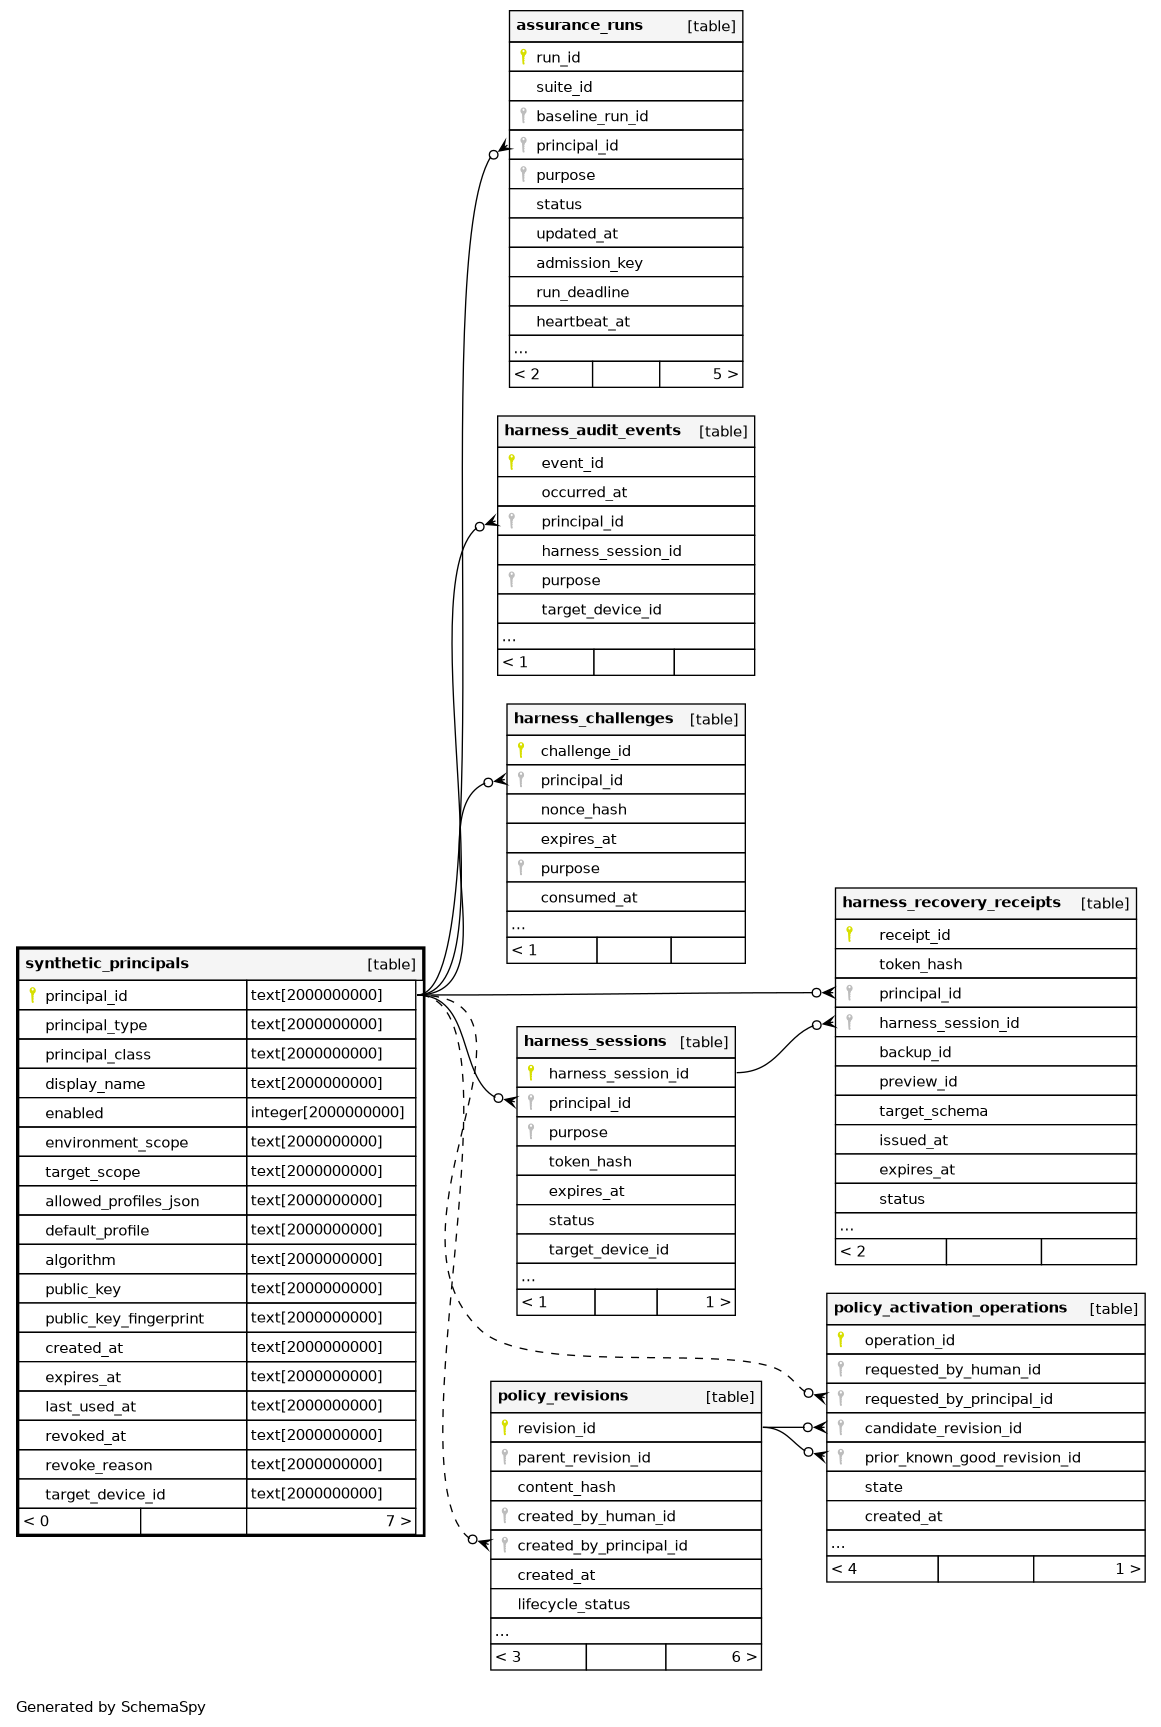 assurance_runs [table]
run_id
suite_id
baseline_run_id
principal_id
purpose
status
updated_at
admission_key
run_deadline
heartbeat_at
...
< 2 5 >
harness_audit_events [table]
event_id
occurred_at
principal_id
harness_session_id
purpose
target_device_id
...
< 1
harness_challenges [table]
challenge_id
principal_id
nonce_hash
expires_at
purpose
consumed_at
...
< 1
harness_recovery_receipts [table]
receipt_id
token_hash
principal_id
harness_session_id
backup_id
preview_id
target_schema
issued_at
expires_at
status
...
< 2
synthetic_principals [table]
principal_id text[2000000000]
principal_type text[2000000000]
principal_class text[2000000000]
display_name text[2000000000]
enabled integer[2000000000]
environment_scope text[2000000000]
target_scope text[2000000000]
allowed_profiles_json text[2000000000]
default_profile text[2000000000]
algorithm text[2000000000]
public_key text[2000000000]
public_key_fingerprint text[2000000000]
created_at text[2000000000]
expires_at text[2000000000]
last_used_at text[2000000000]
revoked_at text[2000000000]
revoke_reason text[2000000000]
target_device_id text[2000000000]
< 0 7 >
harness_sessions [table]
harness_session_id
principal_id
purpose
token_hash
expires_at
status
target_device_id
...
< 1 1 >
policy_activation_operations [table]
operation_id
requested_by_human_id
requested_by_principal_id
candidate_revision_id
prior_known_good_revision_id
state
created_at
...
< 4 1 >
policy_revisions [table]
revision_id
parent_revision_id
content_hash
created_by_human_id
created_by_principal_id
created_at
lifecycle_status
...
< 3 6 >
Generated by SchemaSpy